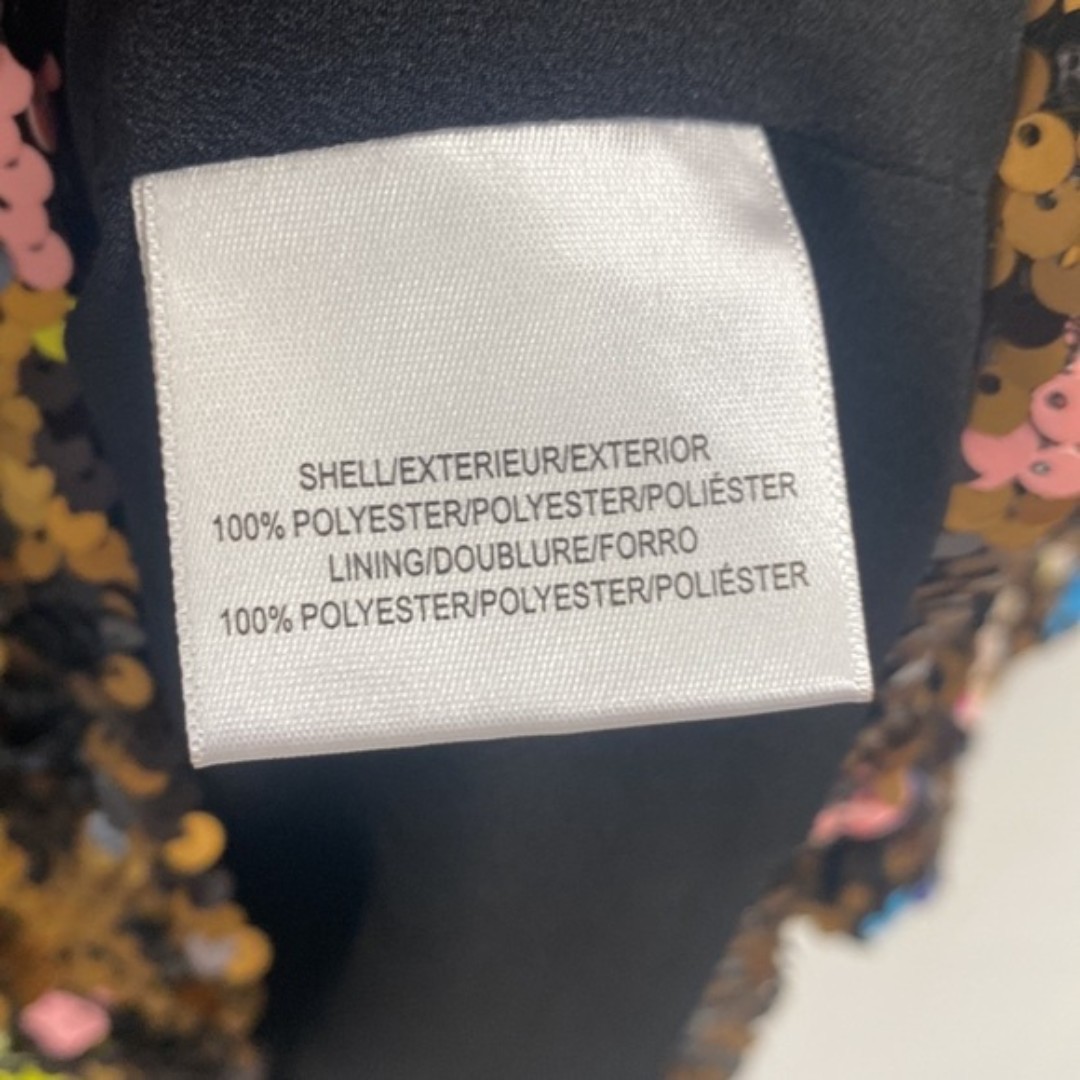 SHELL/EXTERIEUR/EXTERIOR
100% POLYESTER/POLYESTER/POLIÉSTER
LINING/DOUBLURE/FORRO
100% POLYESTER/POLYESTER/POLIÉSTER